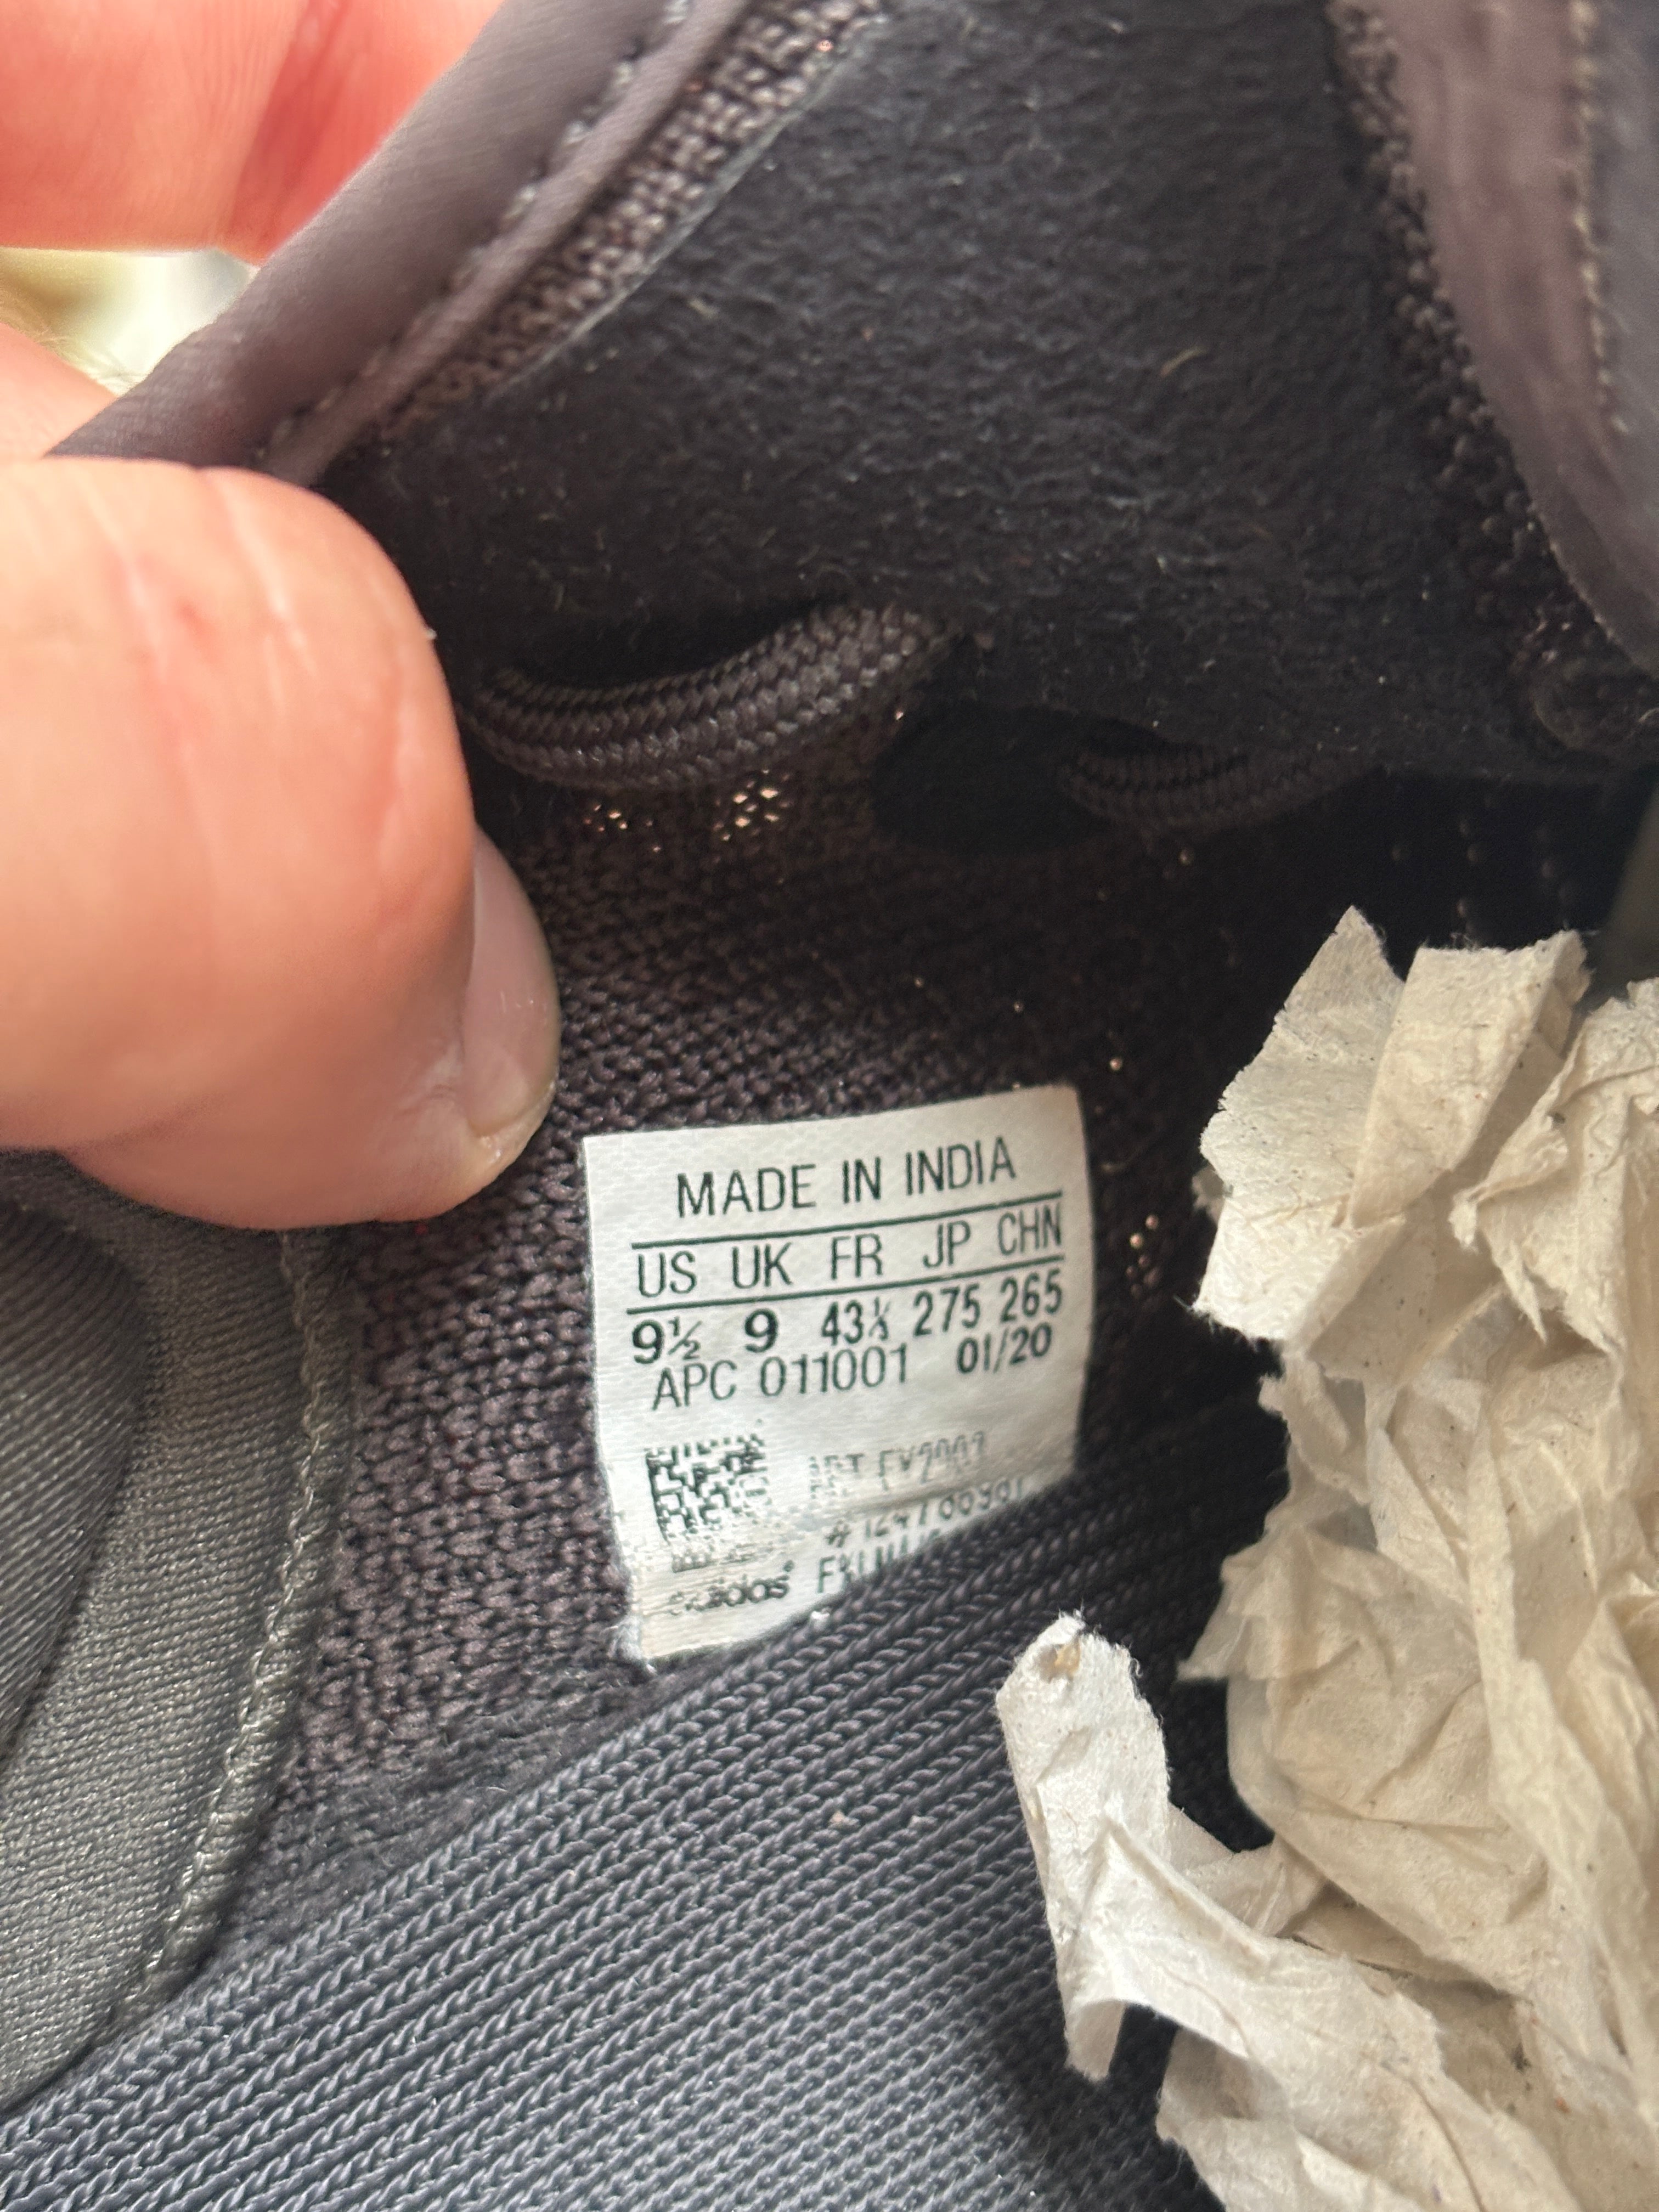 MADE IN INDIA
US UK FR JP CHN
9½ 9 43⅓ 275 265
APC 011001 01/20
adidas